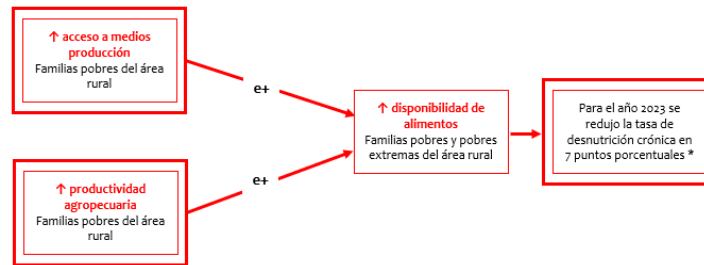 ↑ acceso a medios
producción
Familias pobres del área
rural
e+
↑ disponibilidad de
alimentos
Familias pobres y pobres
extremas del área rural
Para el año 2023 se
redujo la tasa de
desnutrición crónica en
7 puntos porcentuales *
e+
↑ productividad
agropecuaria
Familias pobres del área
rural